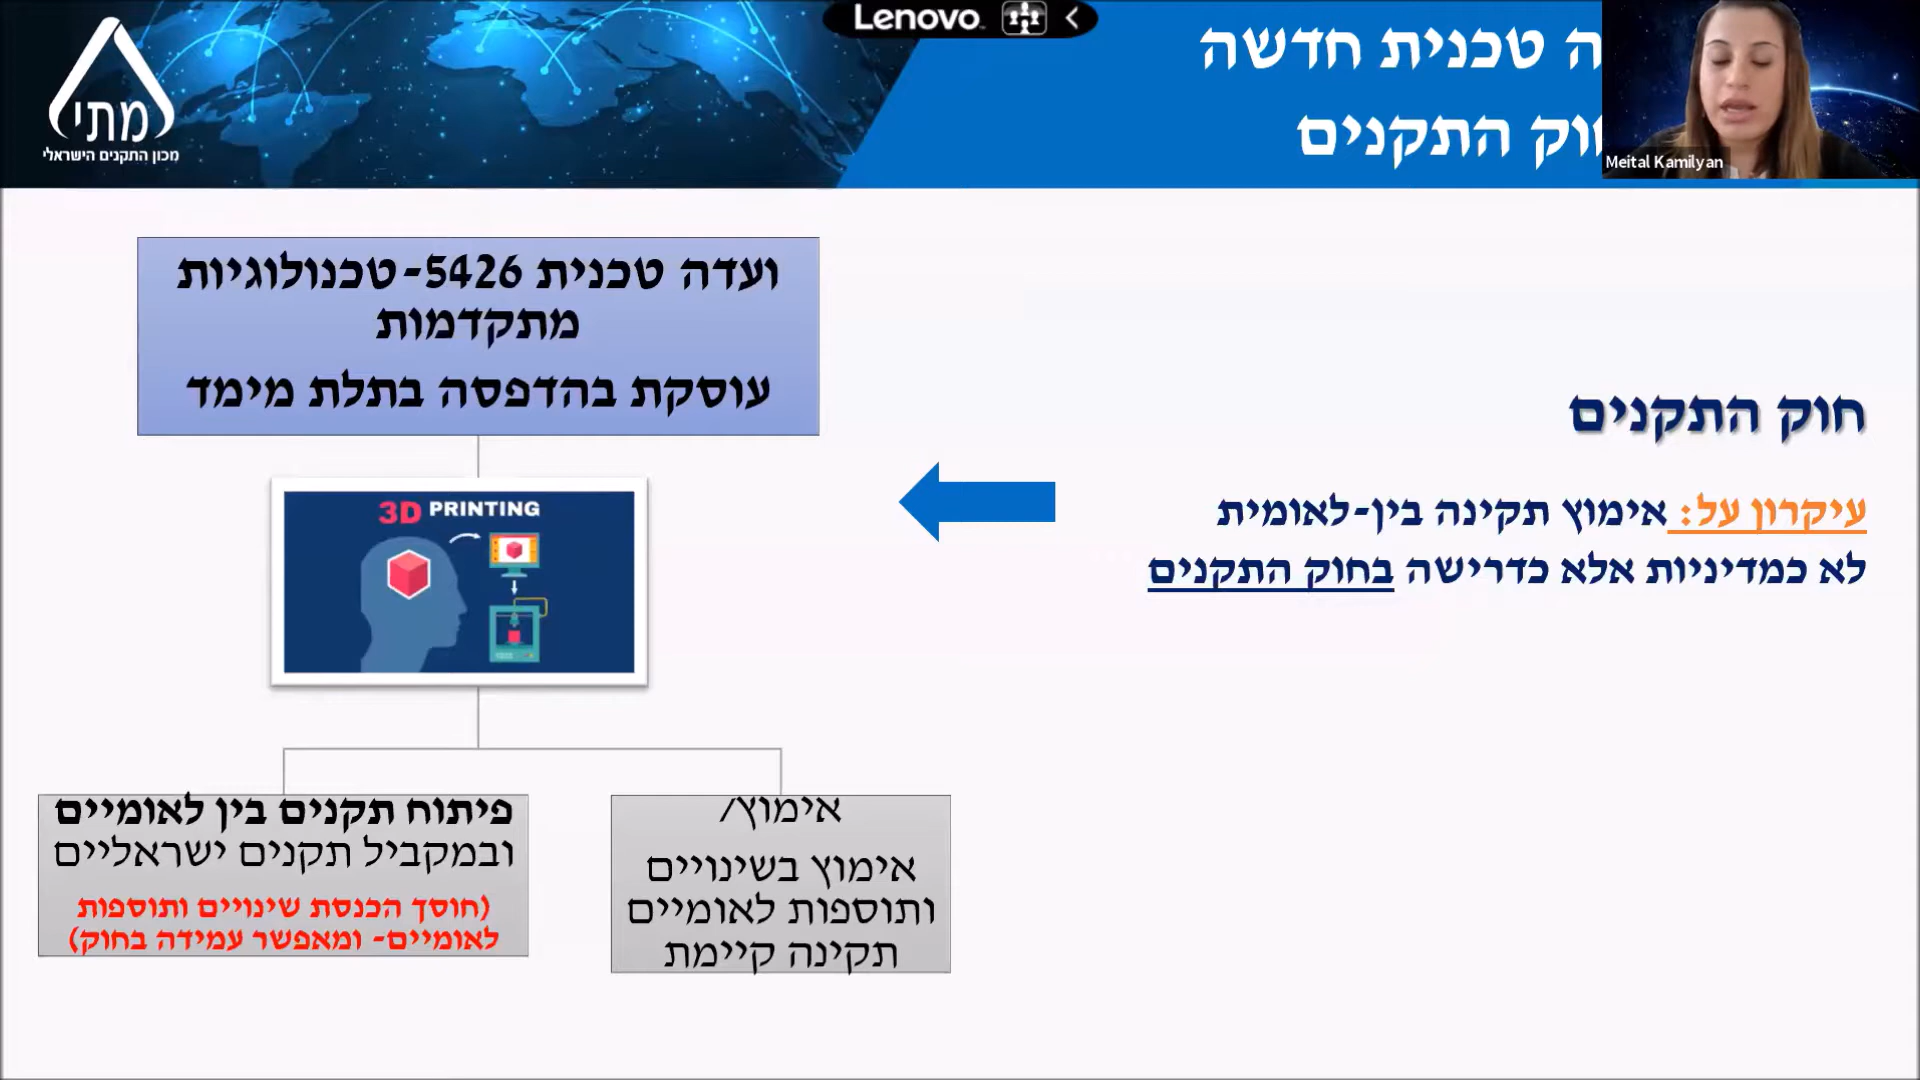 Lenovo
טכנית חדשה
התקנים
Meital Kamilyan
מתי
מכון התקנים הישראלי
חוק התקנים
עיקרון על: אימוץ תקינה בין-לאומית
לא כמדיניות אלא כדרישה בחוק התקנים
ועדה טכנית 5426-טכנולוגיות
מתקדמות
עוסקת בהדפסה בתלת מימד
3D PRINTING
אימוץ/
אימוץ בשינויים
ותוספות לאומיים
תקינה קיימת
פיתוח תקנים בין לאומיים
ובמקביל תקנים ישראליים
(חוסך הכנסת שינויים ותוספות
לאומיים- ומאפשר עמידה בחוק)